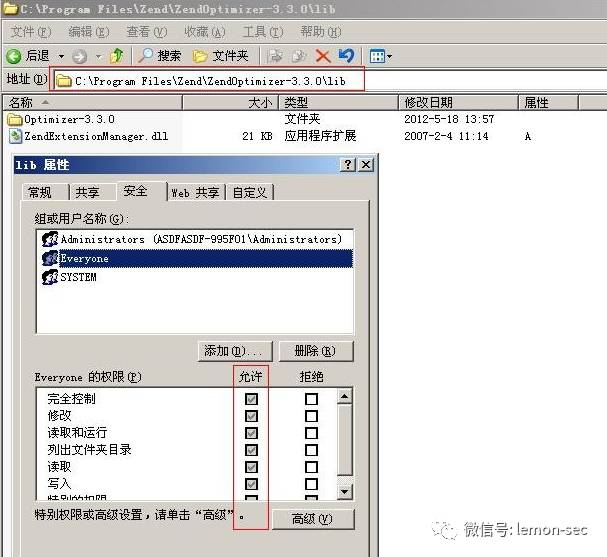 C:\Program Files\Zend\ZendOptimizer-3.3.0\lib
文件(F) 编辑(E) 查看(V) 收藏(A) 工具(T) 帮助(H)
后退 搜索 文件夹
地址(D) C:\Program Files\Zend\ZendOptimizer-3.3.0\lib
名称 大小 类型 修改日期 属性
Optimizer-3.3.0 文件夹 2012-5-18 13:57
ZendExtensionManager.dll 21 KB 应用程序扩展 2007-2-4 11:14 A
lib 属性
常规 共享 安全 Web 共享 自定义
组或用户名称(G):
Administrators (ASDFASDF-995F01\Administrators)
Everyone
SYSTEM
添加(D)... 删除(R)
Everyone 的权限(P) 允许 拒绝
完全控制
修改
读取和运行
列出文件夹目录
读取
写入
特别的权限
特别权限或高级设置，请单击“高级”。 高级(V)
微信号: lemon-sec